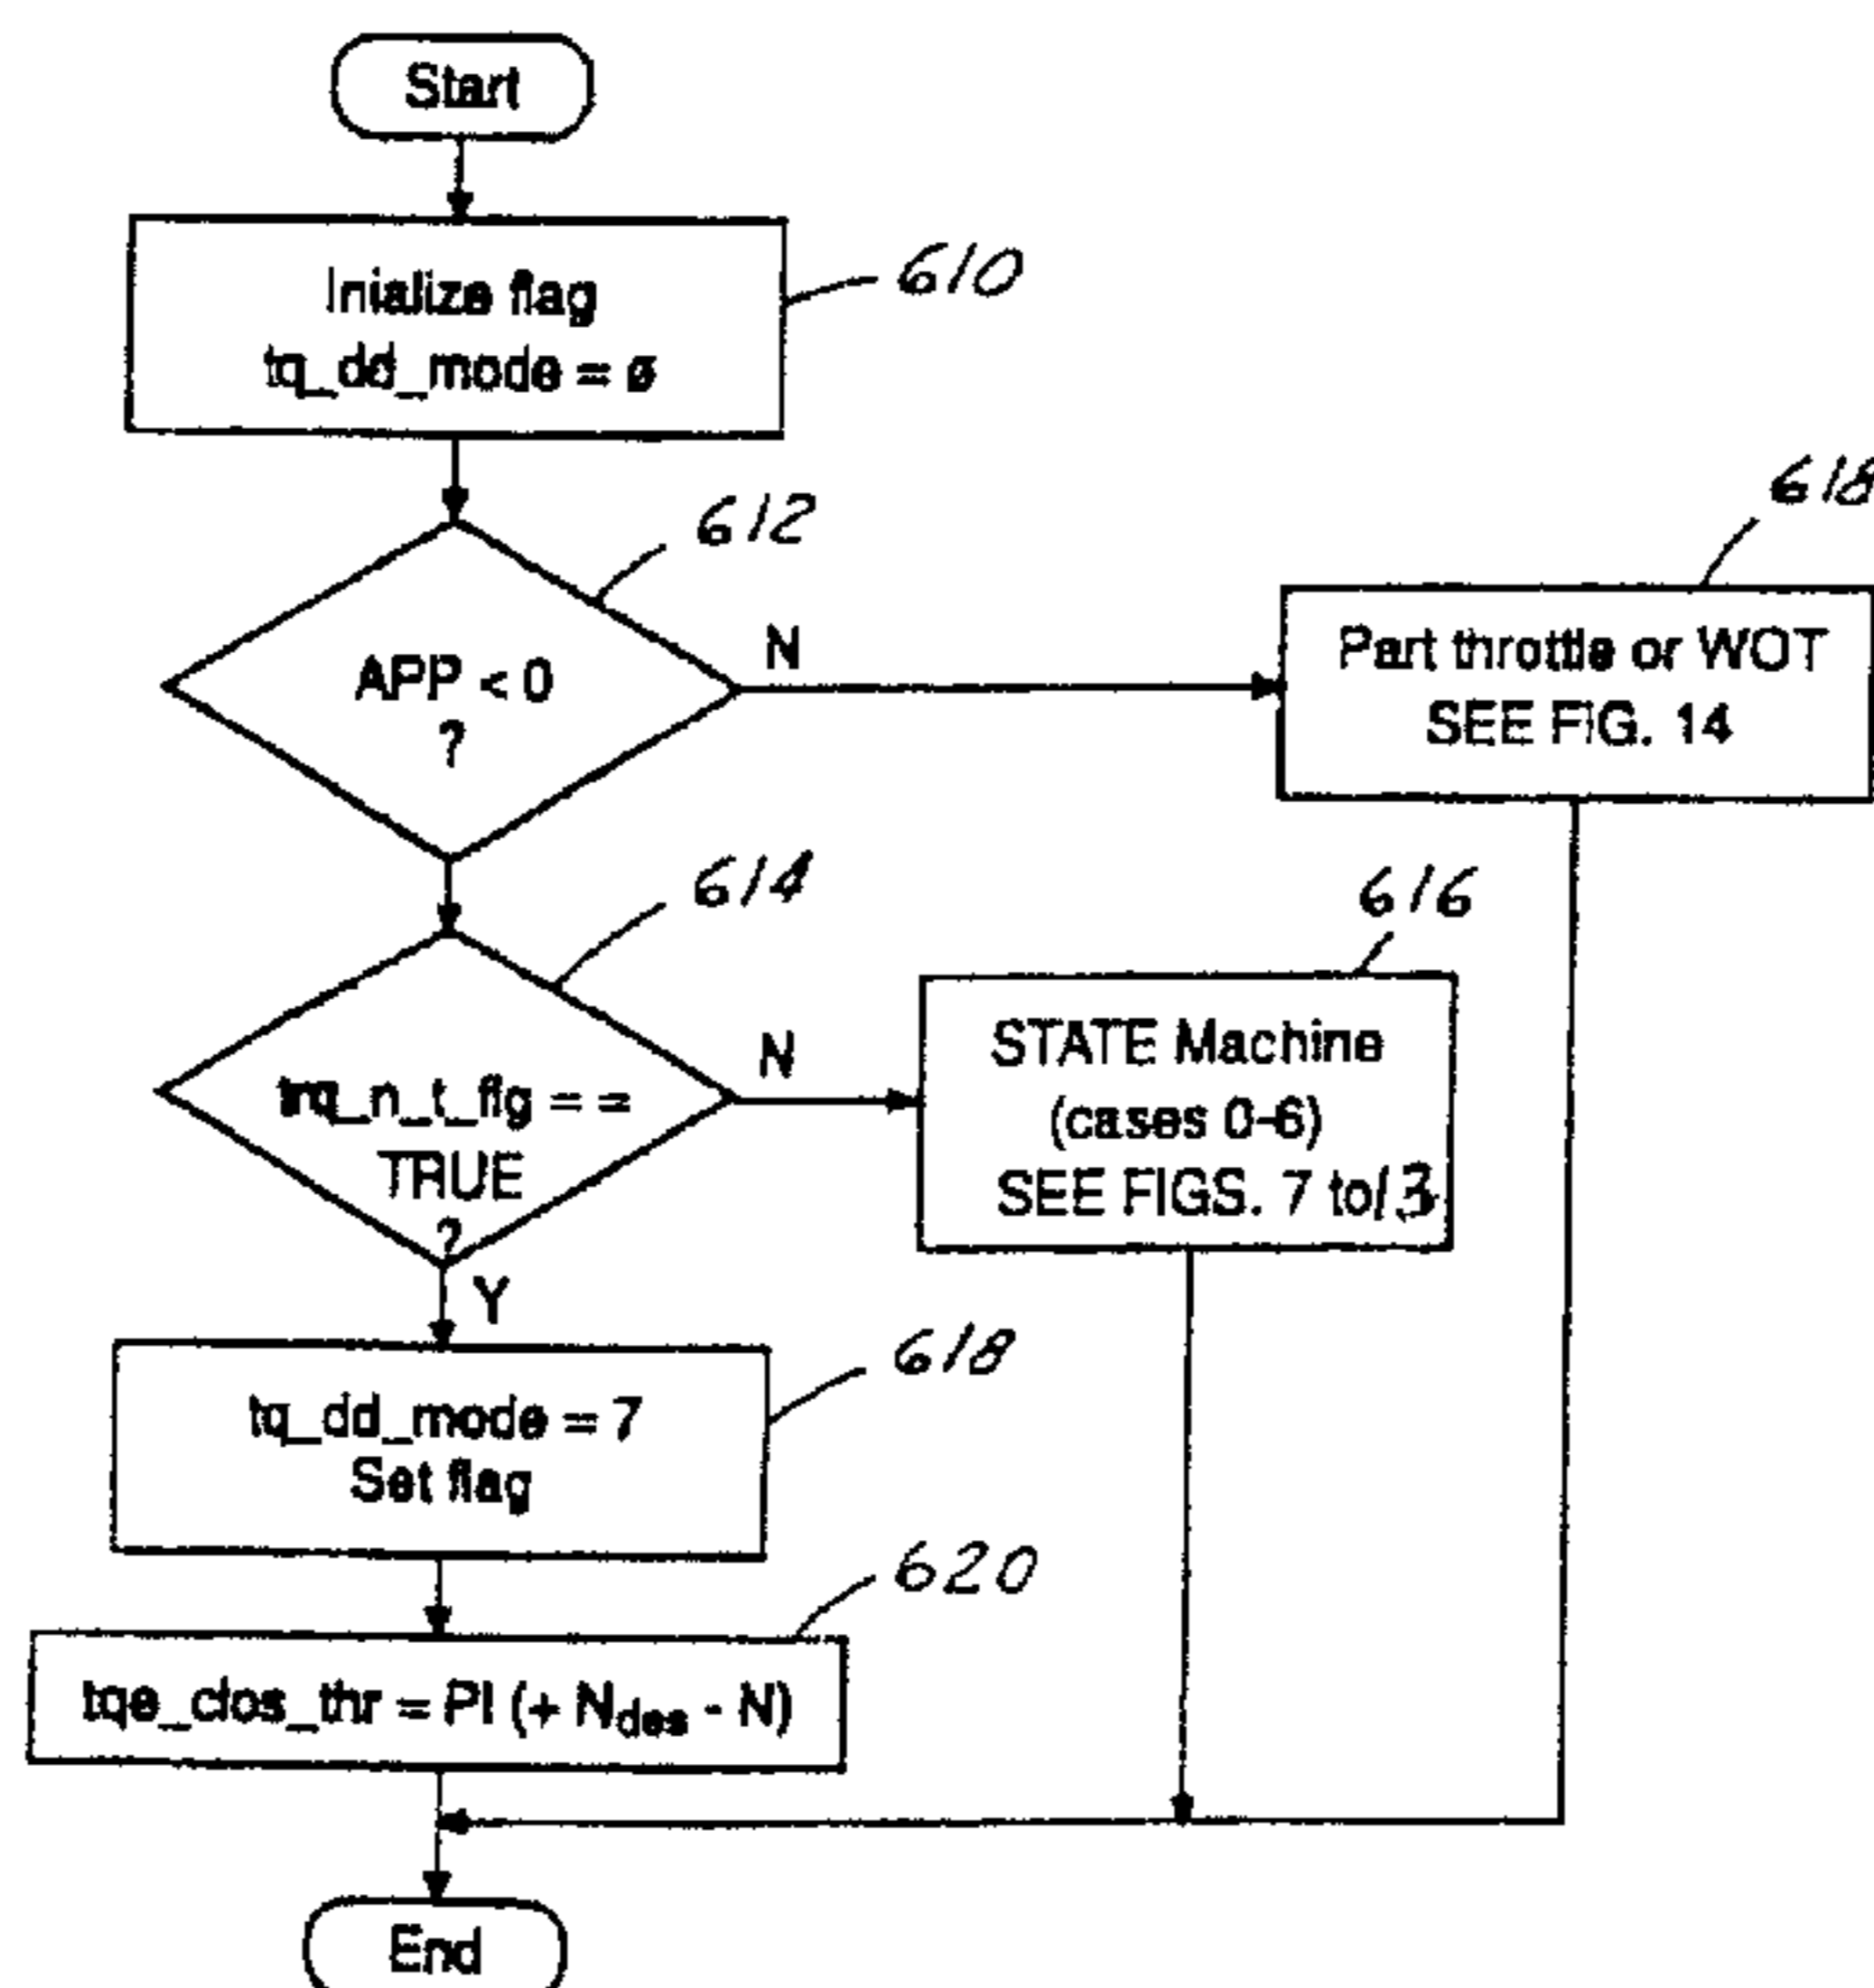 Start
Inialize flag
tq_dd_mode = ø
610
612
APP < 0
?
N
618
Part throttle or WOT
SEE FIG. 14
614
trq_n_t_flg = =
TRUE
?
N
616
STATE Machine
(cases 0-6)
SEE FIGS. 7 to 13
Y
618
tq_dd_mode = 7
Set flag
620
tqe_clos_thr = PI (+ Ndes - N)
End